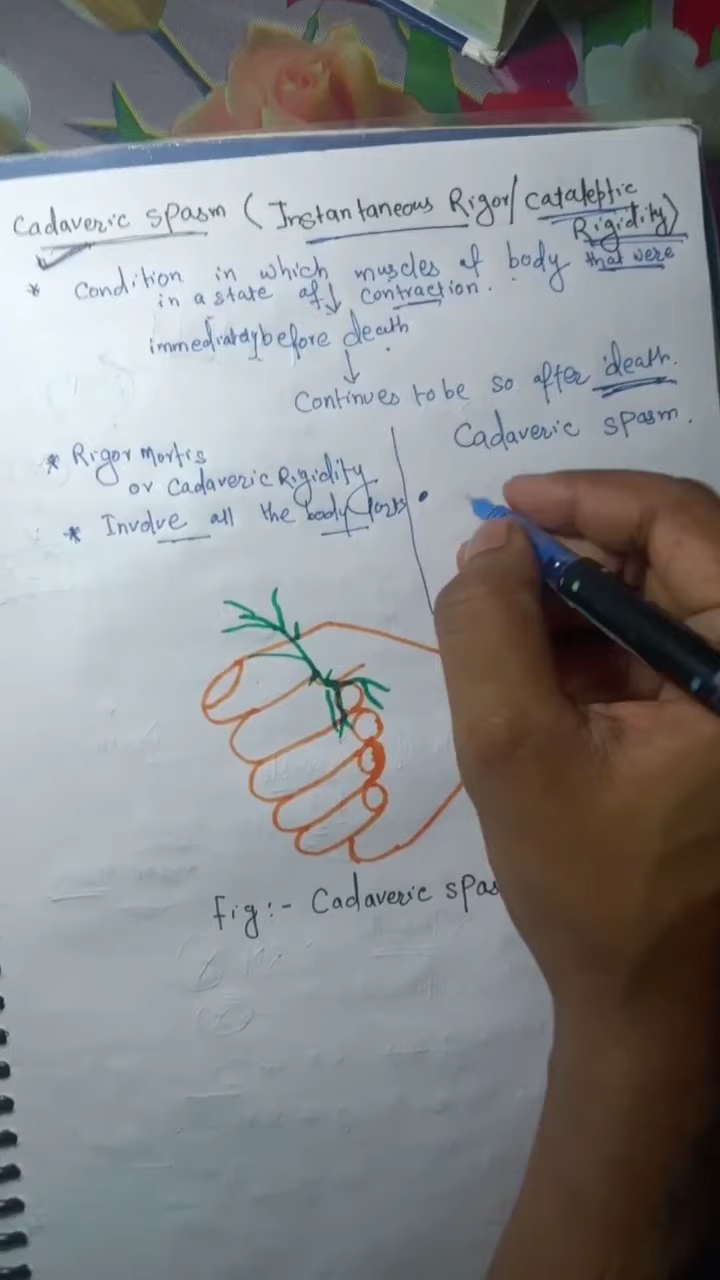 Cadaveric spasm ( Instantaneous Rigor/ Cataleptic
Rigidity)
* Condition in which muscles of body that were
in a state of contraction.
immediately before death
Continues to be so after death.
* Rigor Mortis
or Cadaveric Rigidity
* Involve all the body Parts
Cadaveric spasm.
Fig:- Cadaveric spas